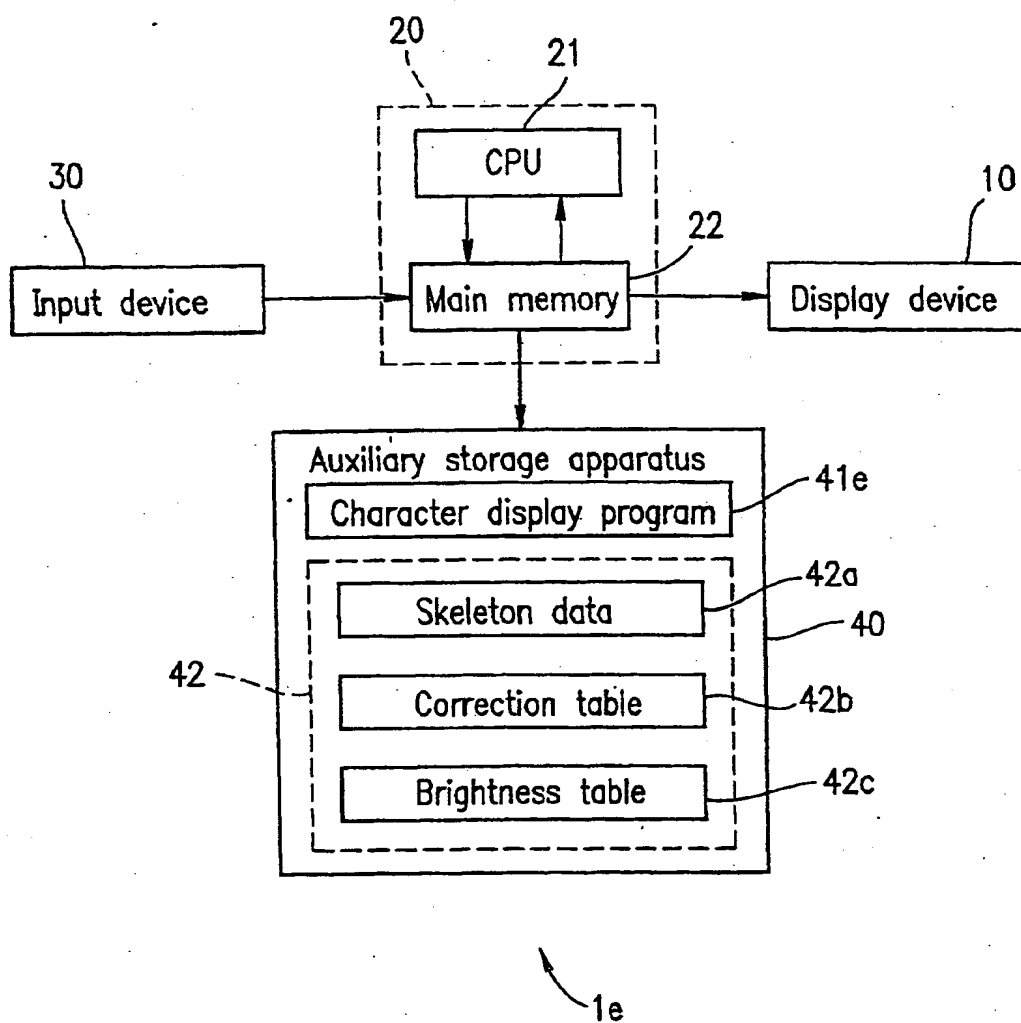 20
21
CPU
30
10
22
Input device
Main memory
Display device
Auxiliary storage apparatus
41e
Character display program
42a
Skeleton data
40
42
Correction table
42b
Brightness table
42c
1e